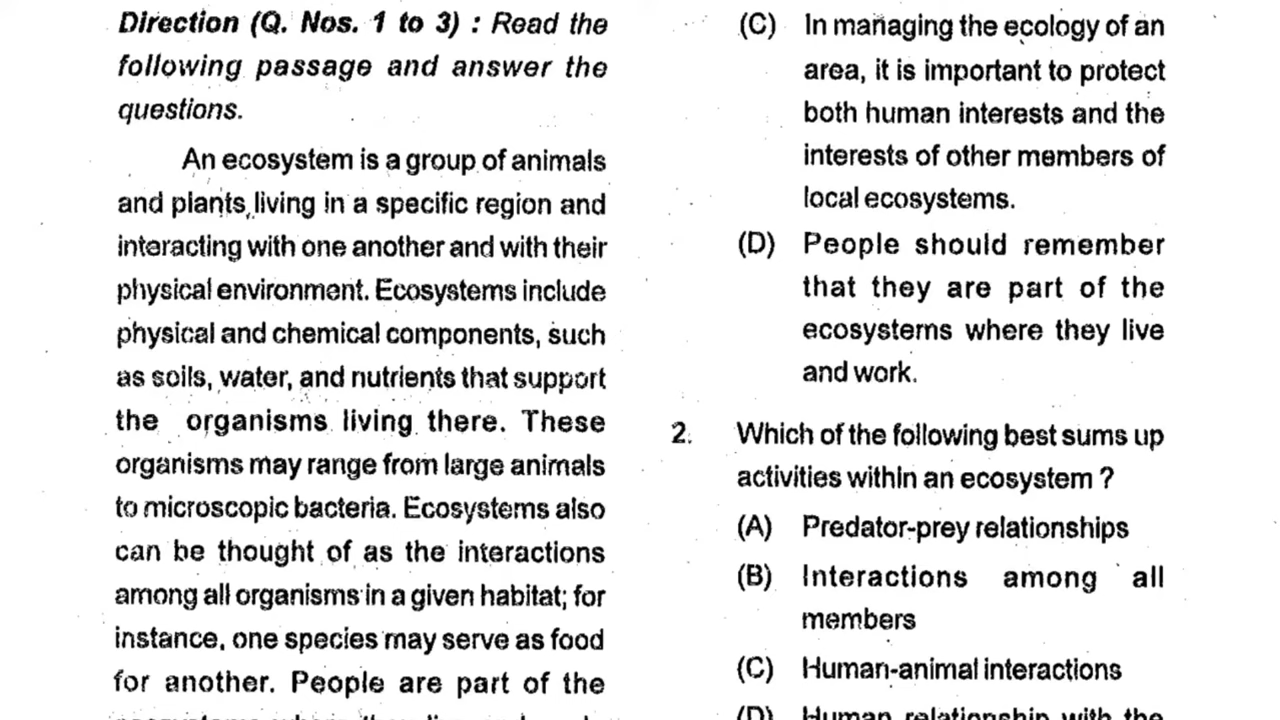 Direction (Q. Nos. 1 to 3) : Read the
following passage and answer the
questions.
An ecosystem is a group of animals
and plants living in a specific region and
interacting with one another and with their
physical environment. Ecosystems include
physical and chemical components, such
as soils, water, and nutrients that support
the organisms living there. These
organisms may range from large animals
to microscopic bacteria. Ecosystems also
can be thought of as the interactions
among all organisms in a given habitat; for
instance, one species may serve as food
for another. People are part of the
(C) In managing the ecology of an
area, it is important to protect
both human interests and the
interests of other members of
local ecosystems.
(D) People should remember
that they are part of the
ecosystems where they live
and work.
2. Which of the following best sums up
activities within an ecosystem ?
(A) Predator-prey relationships
(B) Interactions among all
members
(C) Human-animal interactions
(D) Human relationship with the